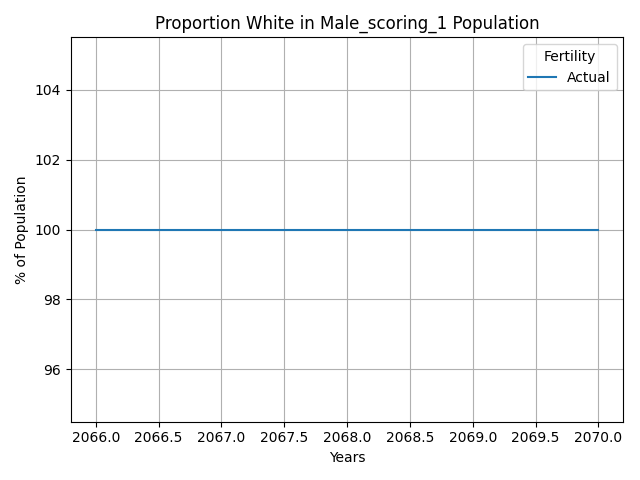 Proportion White in Male_scoring_1 Population
Fertility
Actual
104
102
100
98
96
% of Population
2066.0 2066.5 2067.0 2067.5 2068.0 2068.5 2069.0 2069.5 2070.0
Years